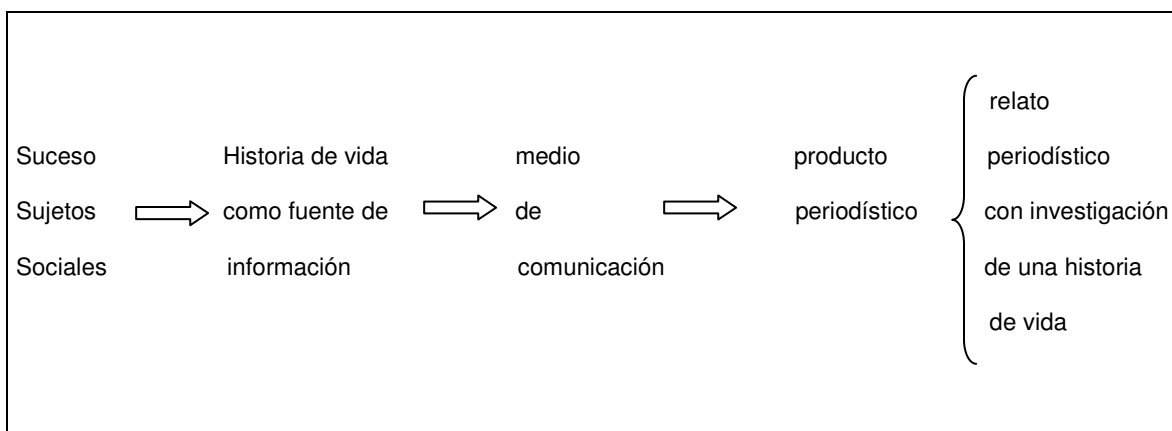 Suceso
Sujetos
Sociales
Historia de vida
como fuente de
información
medio
de
comunicación
producto
periodístico
relato
periodístico
con investigación
de una historia
de vida